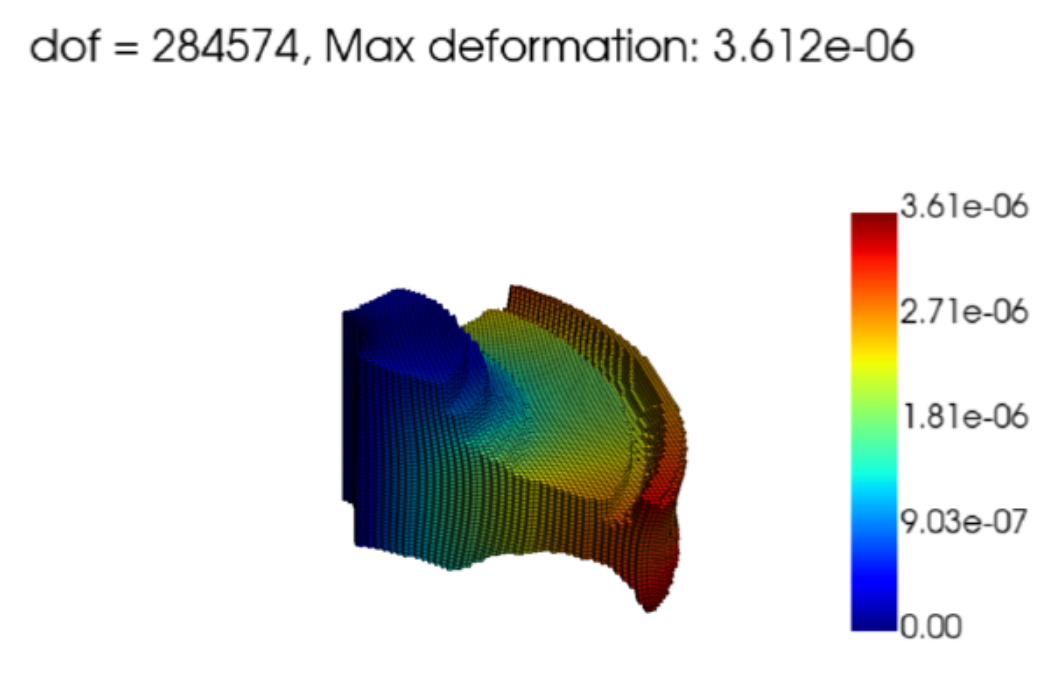 dof = 284574, Max deformation: 3.612e-06
3.61e-06
2.71e-06
1.81e-06
9.03e-07
0.00